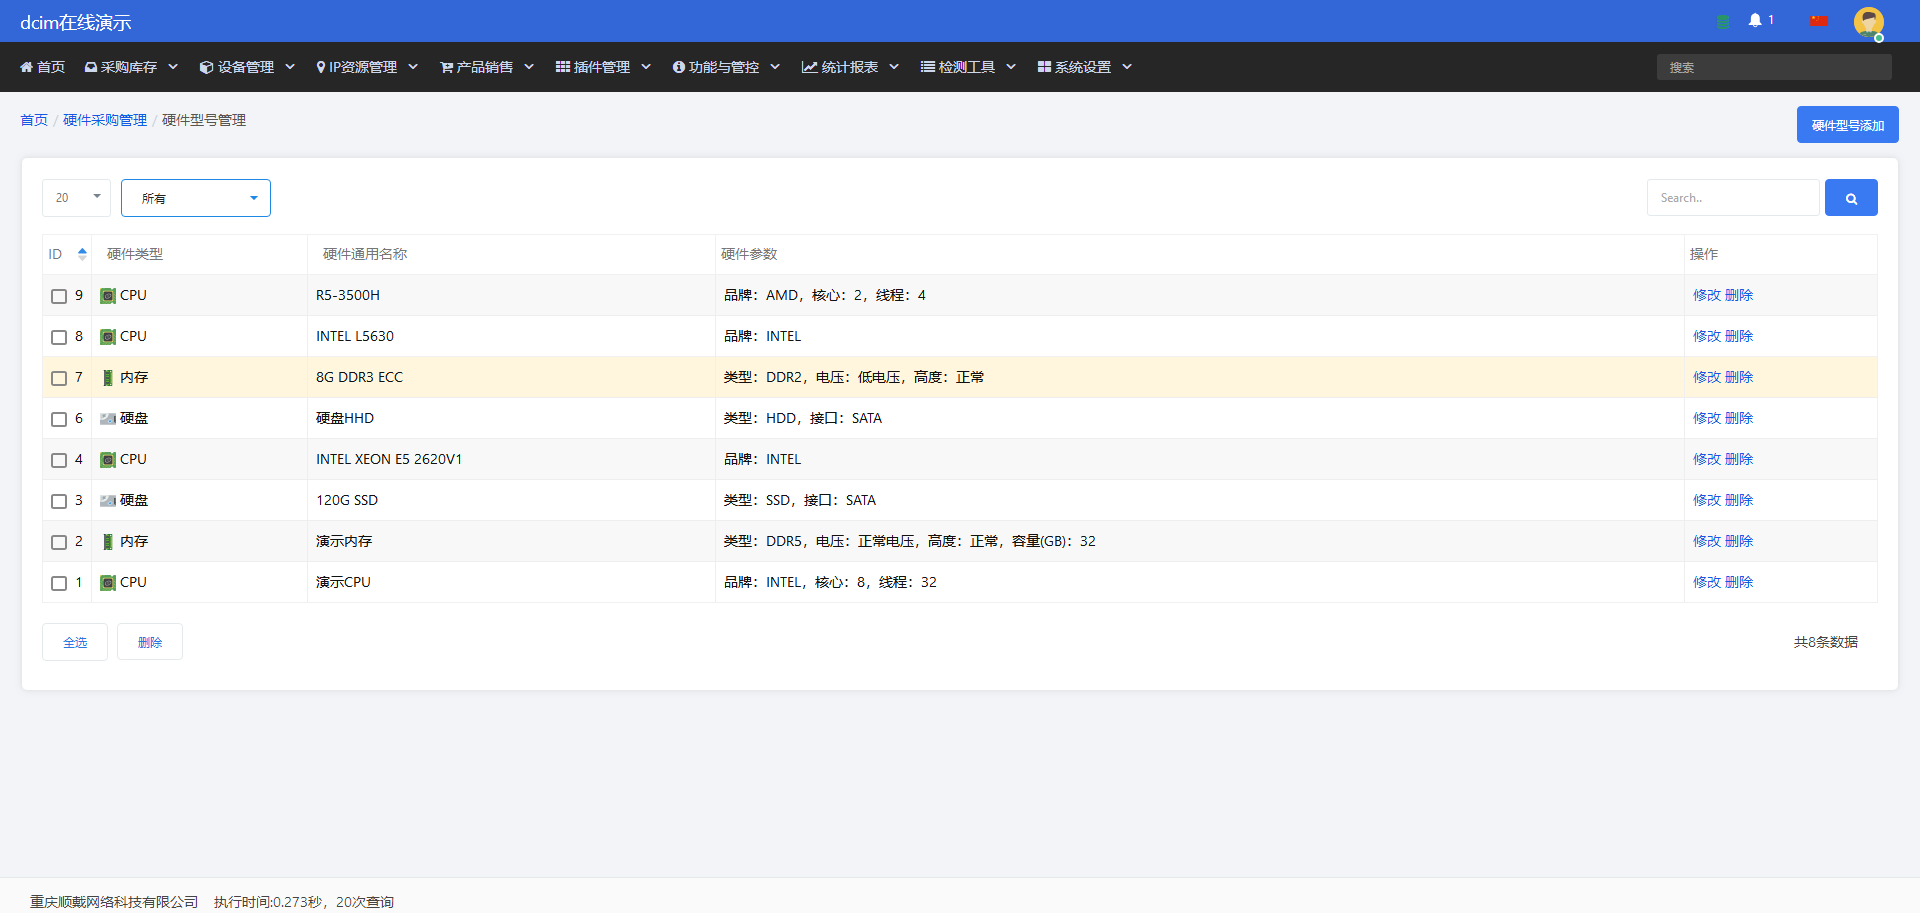 dcim在线演示
1
首页 采购库存 设备管理 IP资源管理 产品销售 插件管理 功能与管控 统计报表 检测工具 系统设置 搜索
首页 / 硬件采购管理 / 硬件型号管理
硬件型号添加
20 所有 Search..
ID 硬件类型 硬件通用名称 硬件参数 操作
9 CPU R5-3500H 品牌：AMD，核心：2，线程：4 修改 删除
8 CPU INTEL L5630 品牌：INTEL 修改 删除
7 内存 8G DDR3 ECC 类型：DDR2，电压：低电压，高度：正常 修改 删除
6 硬盘 硬盘HHD 类型：HDD，接口：SATA 修改 删除
4 CPU INTEL XEON E5 2620V1 品牌：INTEL 修改 删除
3 硬盘 120G SSD 类型：SSD，接口：SATA 修改 删除
2 内存 演示内存 类型：DDR5，电压：正常电压，高度：正常，容量(GB)：32 修改 删除
1 CPU 演示CPU 品牌：INTEL，核心：8，线程：32 修改 删除
全选 删除 共8条数据
重庆顺戴网络科技有限公司 执行时间:0.273秒，20次查询